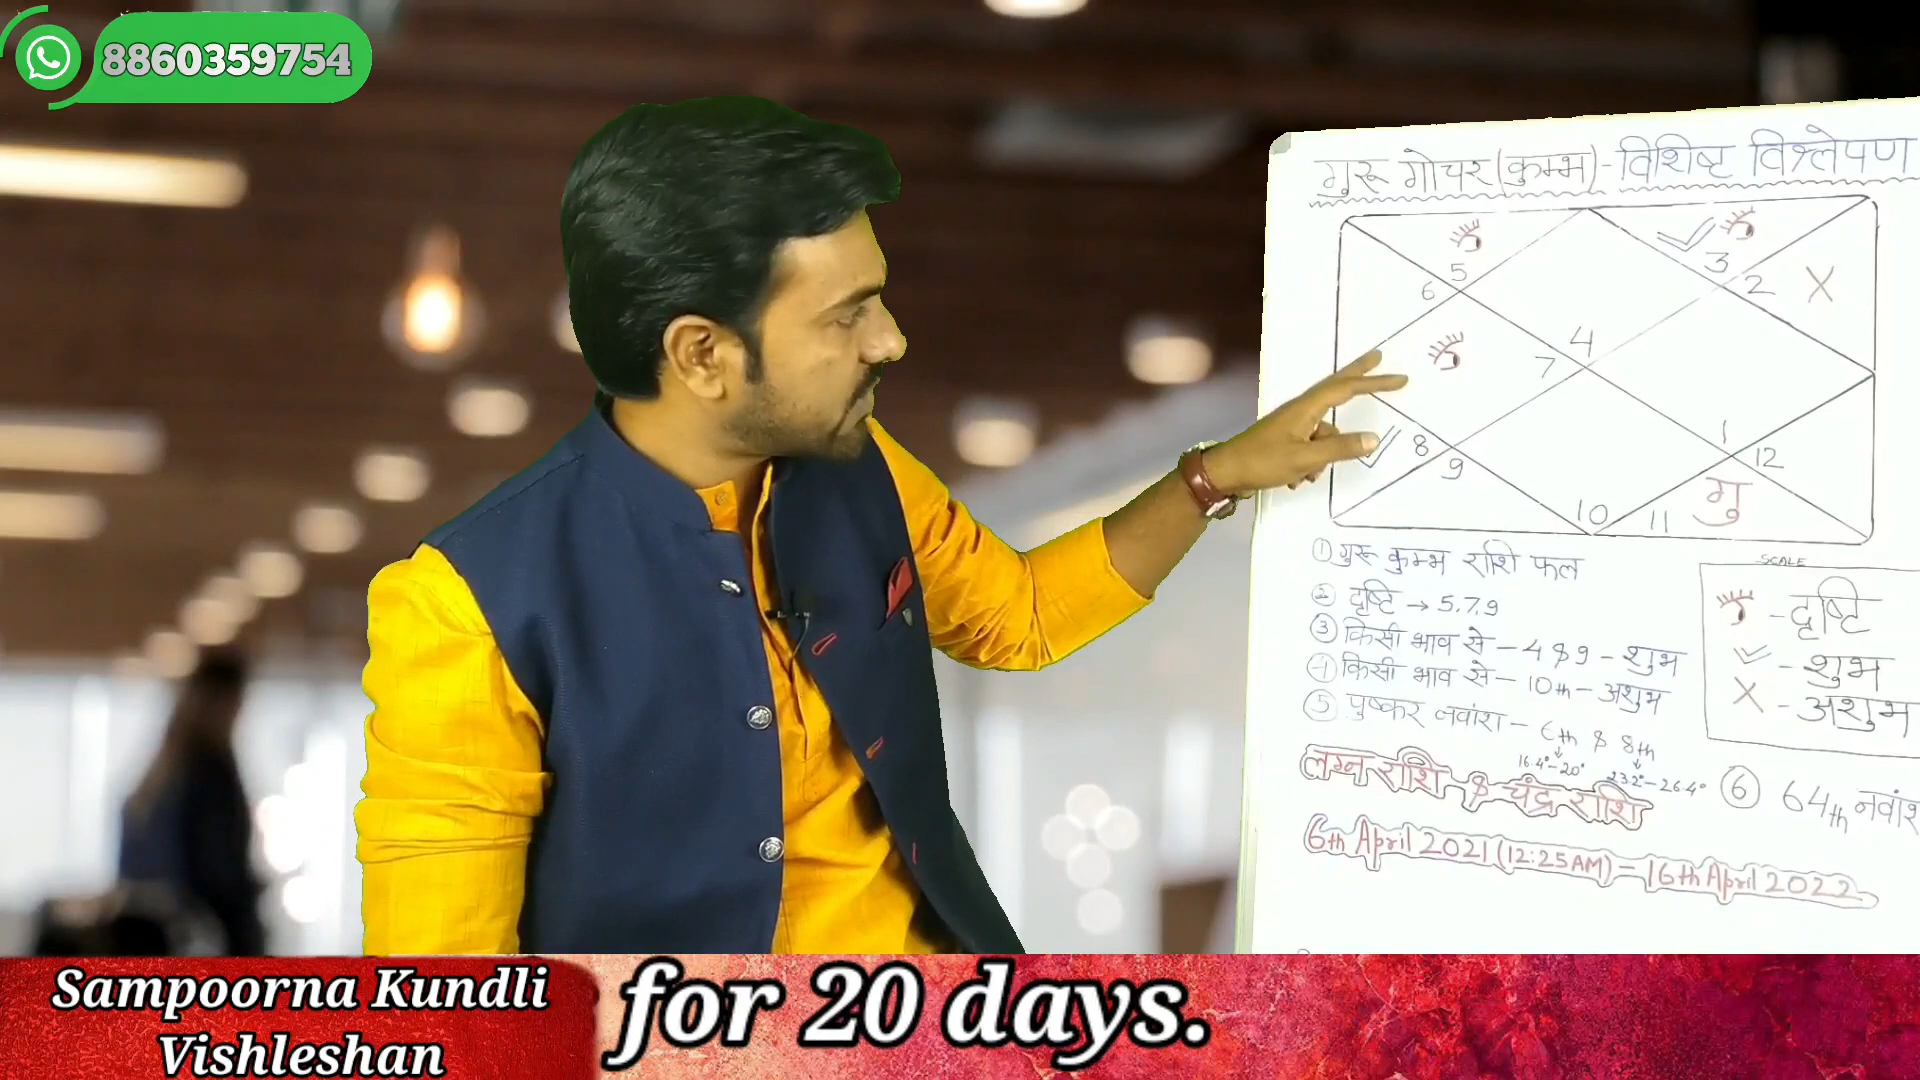 8860359754
गुरू गोचर (कुम्भ) - विशिष्ट विश्लेपण
5
3
6
2
4
7
1
8
12
9
गु
10
11
① गुरू कुम्भ राशि फल
SCALE
② दृष्टि → 5,7,9
- दृष्टि
③ किसी भाव से - 4 & 9 - शुभ
✓ - शुभ
④ किसी भाव से - 10th - अशुभ
X - अशुभ
⑤ पुष्कर नवांश - 6th & 8th
16.4° - 20° 23.2° - 26.4°
लग्न राशि & चंद्र राशि
⑥ 64th नवांश
6th April 2021 (12:25AM) - 16th April 2022
Sampoorna Kundli
Vishleshan
for 20 days.